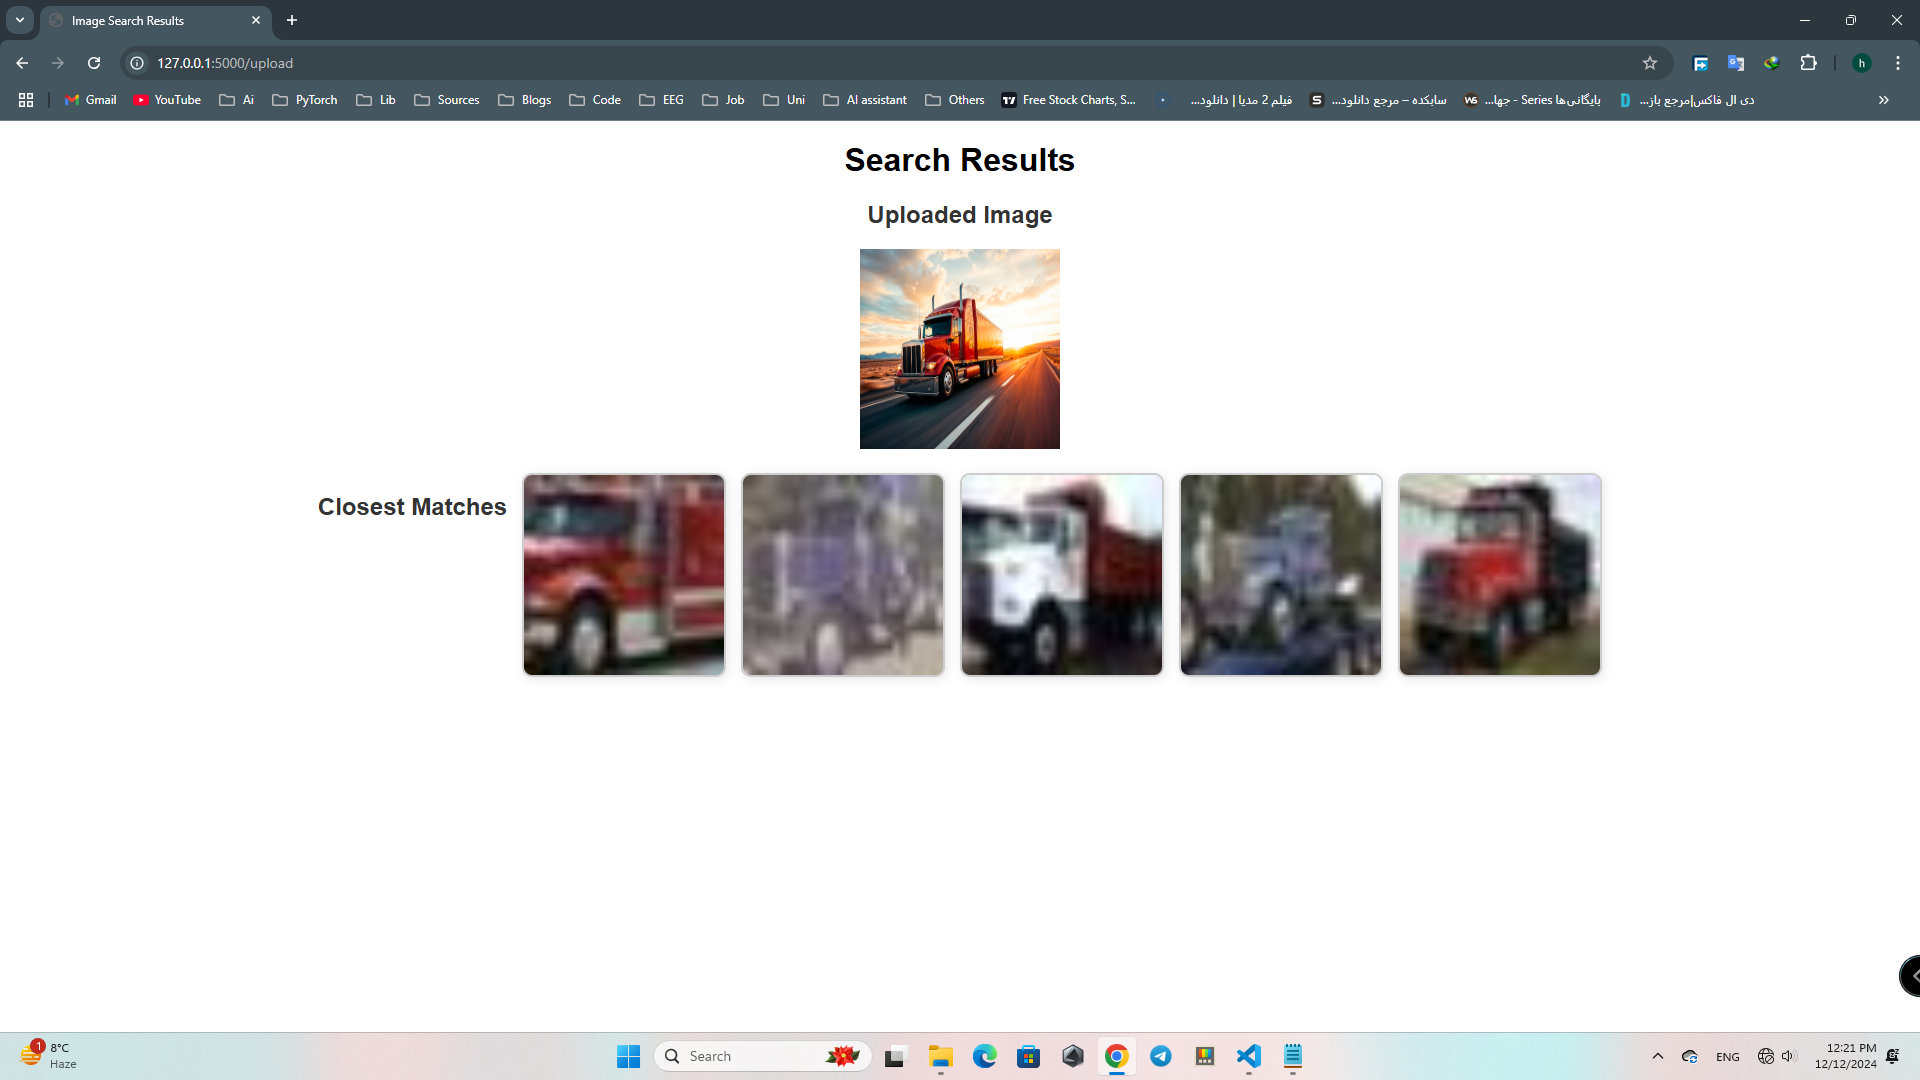 Image Search Results
127.0.0.1:5000/upload
Gmail YouTube Ai PyTorch Lib Sources Blogs Code EEG Job Uni AI assistant Others Free Stock Charts, S... فیلم 2 مدیا | دانلود... سابکده – مرجع دانلود... بایگانی‌ها Series - جها... دی ال فاکس|مرجع باز...
Search Results
Uploaded Image
Closest Matches
1
8°C
Haze
Search
ENG
12:21 PM
12/12/2024